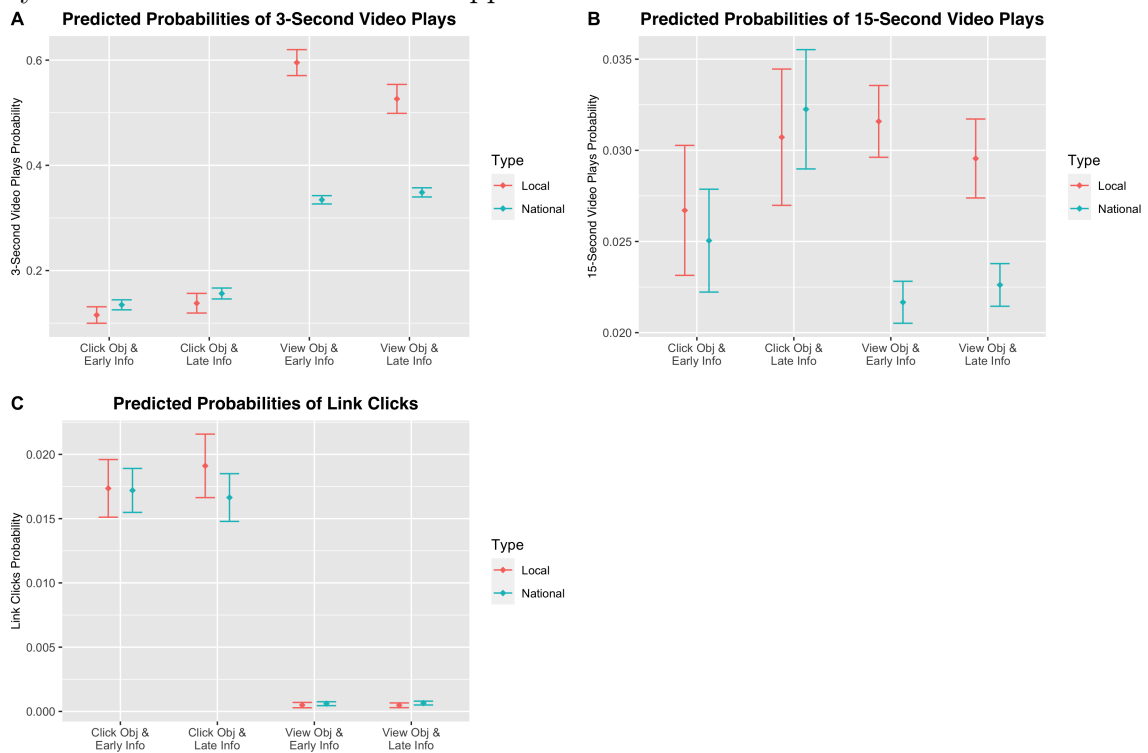 A
Predicted Probabilities of 3-Second Video Plays
3-Second Video Plays Probability
0.6
0.4
0.2
Click Obj &
Early Info
Click Obj &
Late Info
View Obj &
Early Info
View Obj &
Late Info
Type
Local
National
B
Predicted Probabilities of 15-Second Video Plays
15-Second Video Plays Probability
0.035
0.030
0.025
0.020
Click Obj &
Early Info
Click Obj &
Late Info
View Obj &
Early Info
View Obj &
Late Info
Type
Local
National
C
Predicted Probabilities of Link Clicks
Link Clicks Probability
0.020
0.015
0.010
0.005
0.000
Click Obj &
Early Info
Click Obj &
Late Info
View Obj &
Early Info
View Obj &
Late Info
Type
Local
National